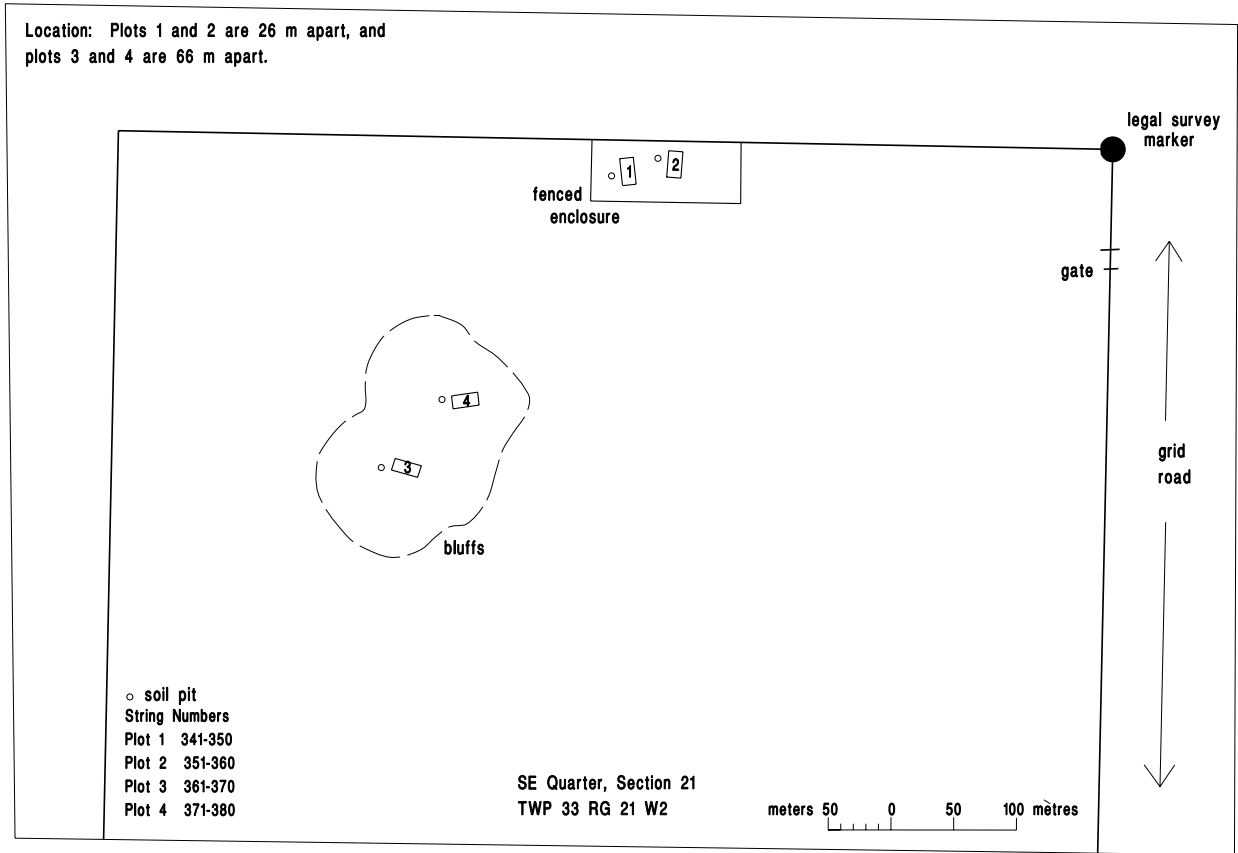 Location: Plots 1 and 2 are 26 m apart, and
plots 3 and 4 are 66 m apart.
legal survey
marker
1
2
fenced
enclosure
gate
4
3
grid
road
bluffs
soil pit
String Numbers
Plot 1 341-350
Plot 2 351-360
Plot 3 361-370
Plot 4 371-380
SE Quarter, Section 21
TWP 33 RG 21 W2
meters 50 0 50 100 mètres